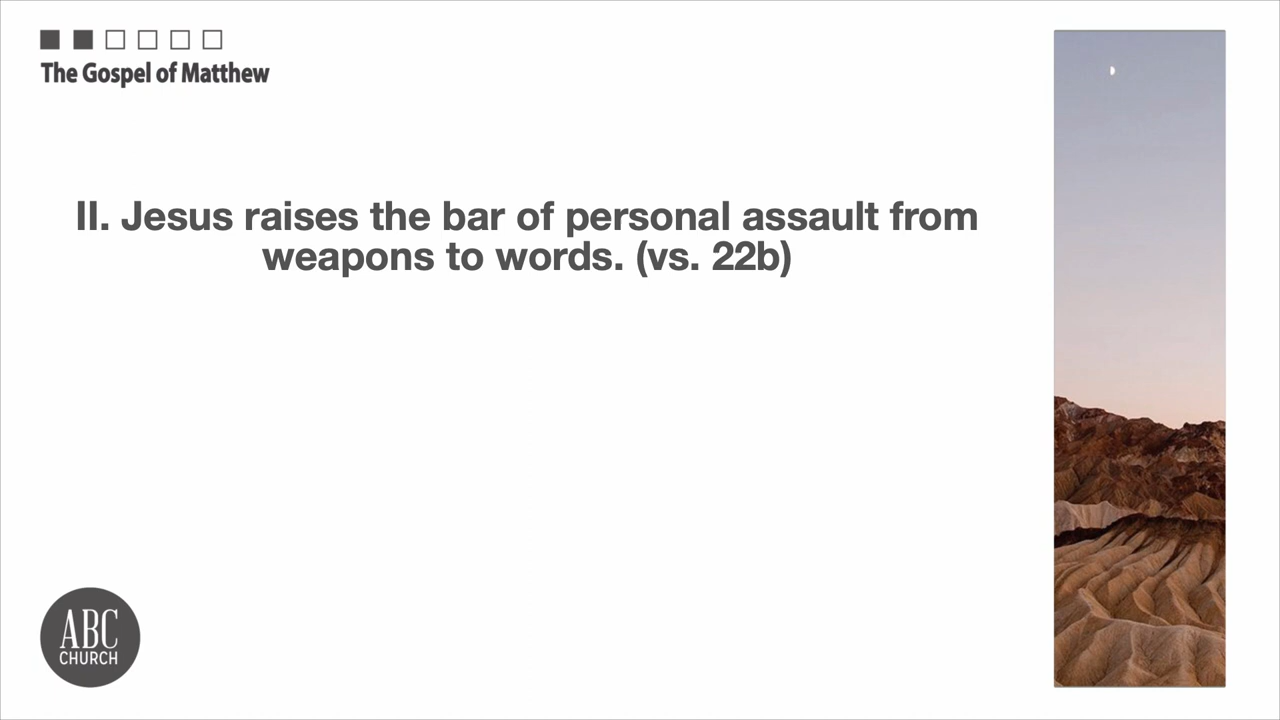 The Gospel of Matthew
II. Jesus raises the bar of personal assault from
weapons to words. (vs. 22b)
ABC
CHURCH